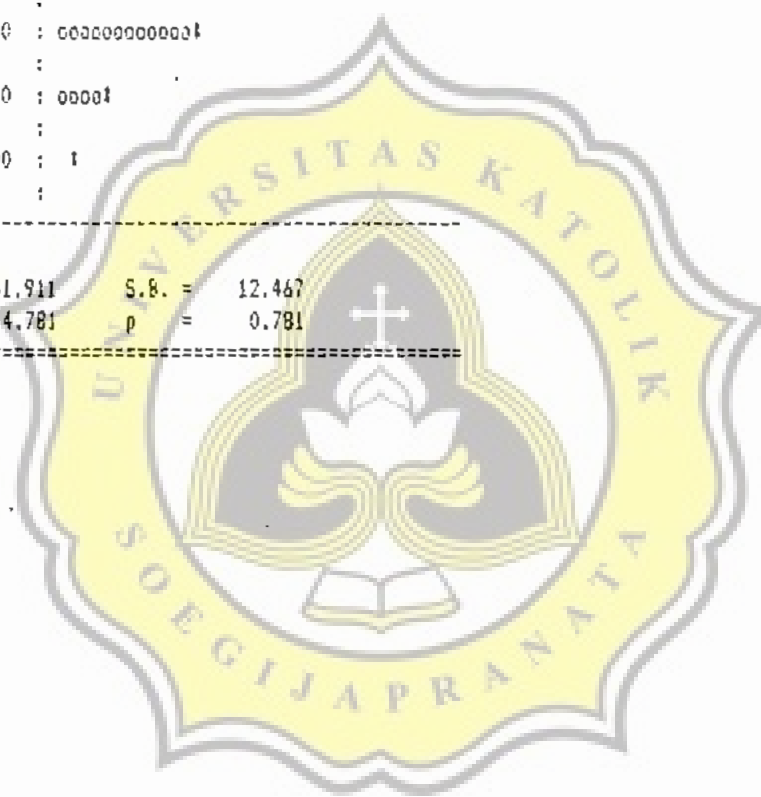 0 : oooooooooooo*
:
0 : oooo*
:
0 : *
:
----------------------------------------
1.911 S.B. = 12.467
4.781 p = 0.781
========================================
UNIVERSITAS KATOLIK
SOEGIJAPRANATA